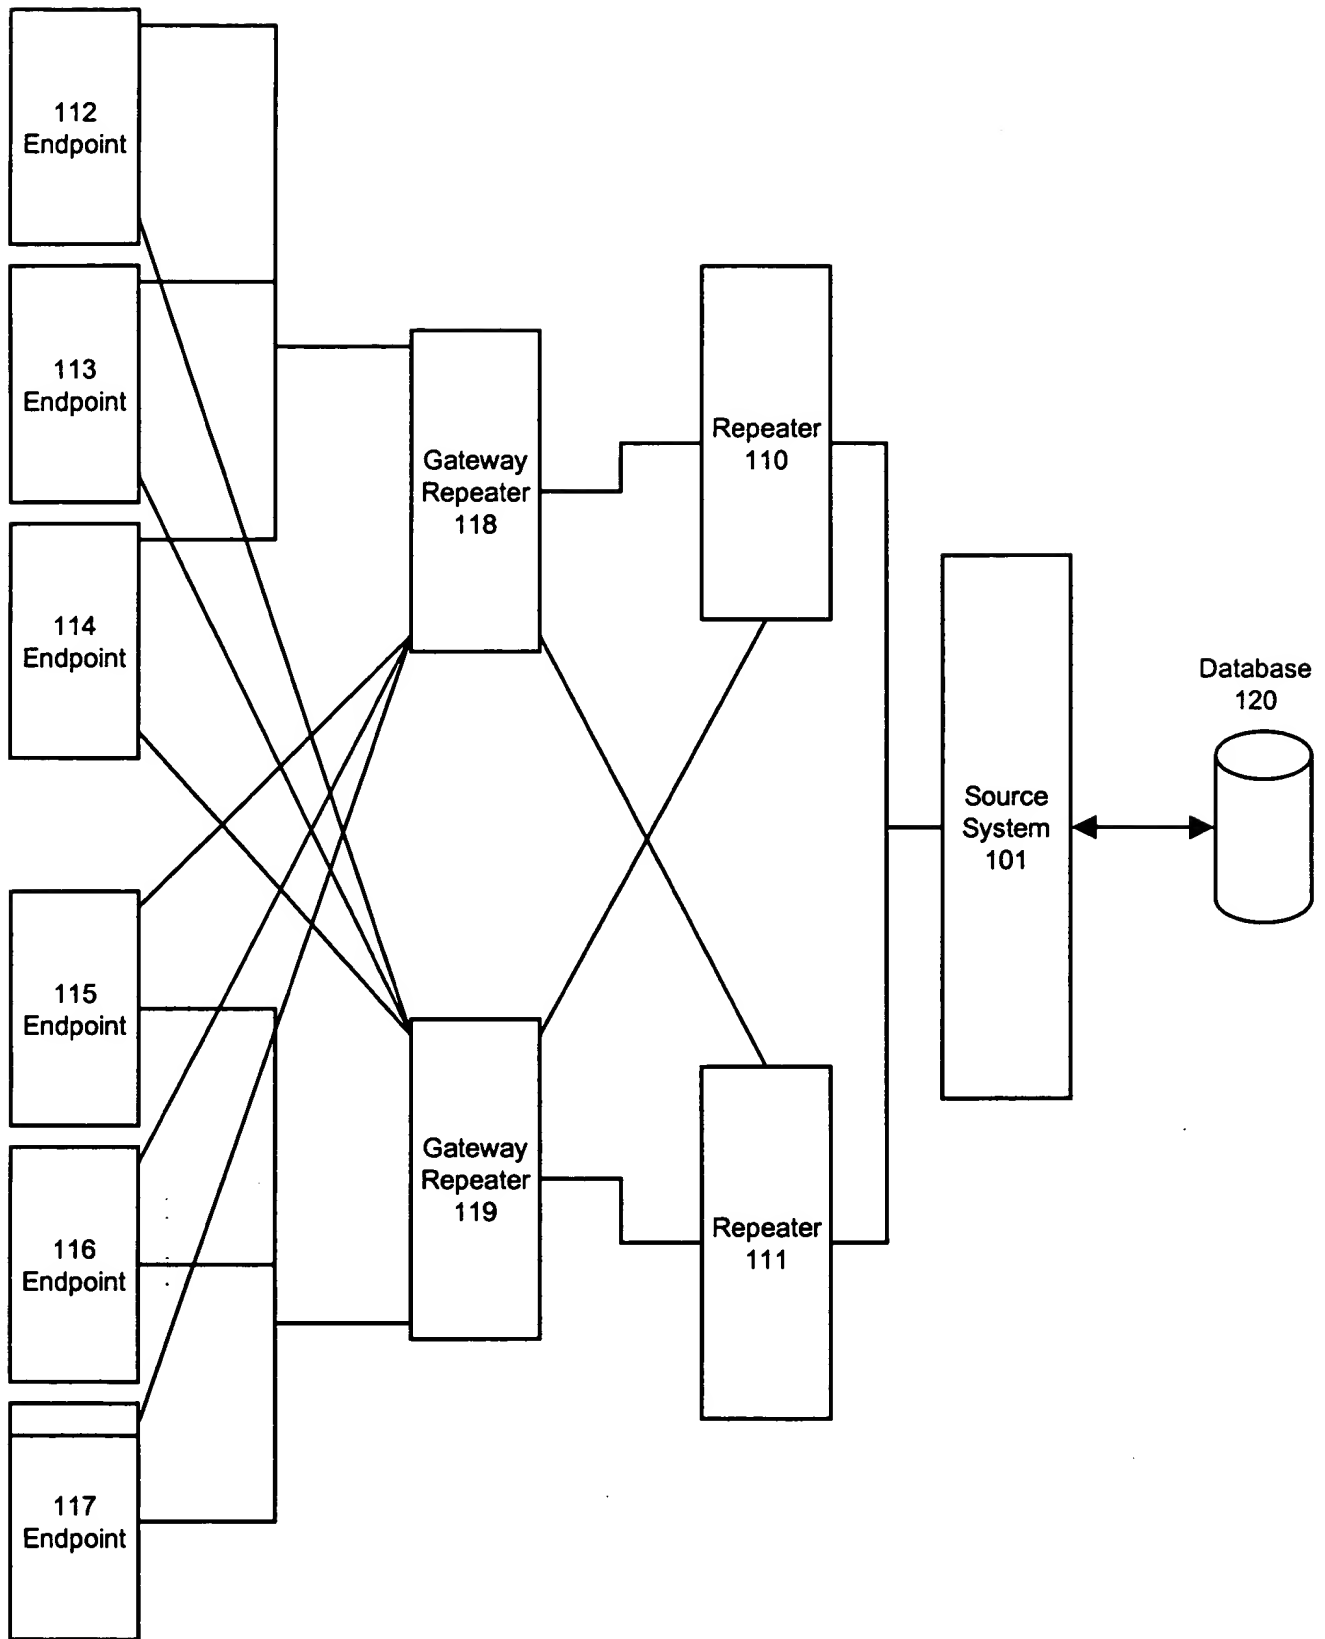 112
Endpoint
113
Endpoint
114
Endpoint
115
Endpoint
116
Endpoint
117
Endpoint
Gateway
Repeater
118
Gateway
Repeater
119
Repeater
110
Repeater
111
Source
System
101
Database
120